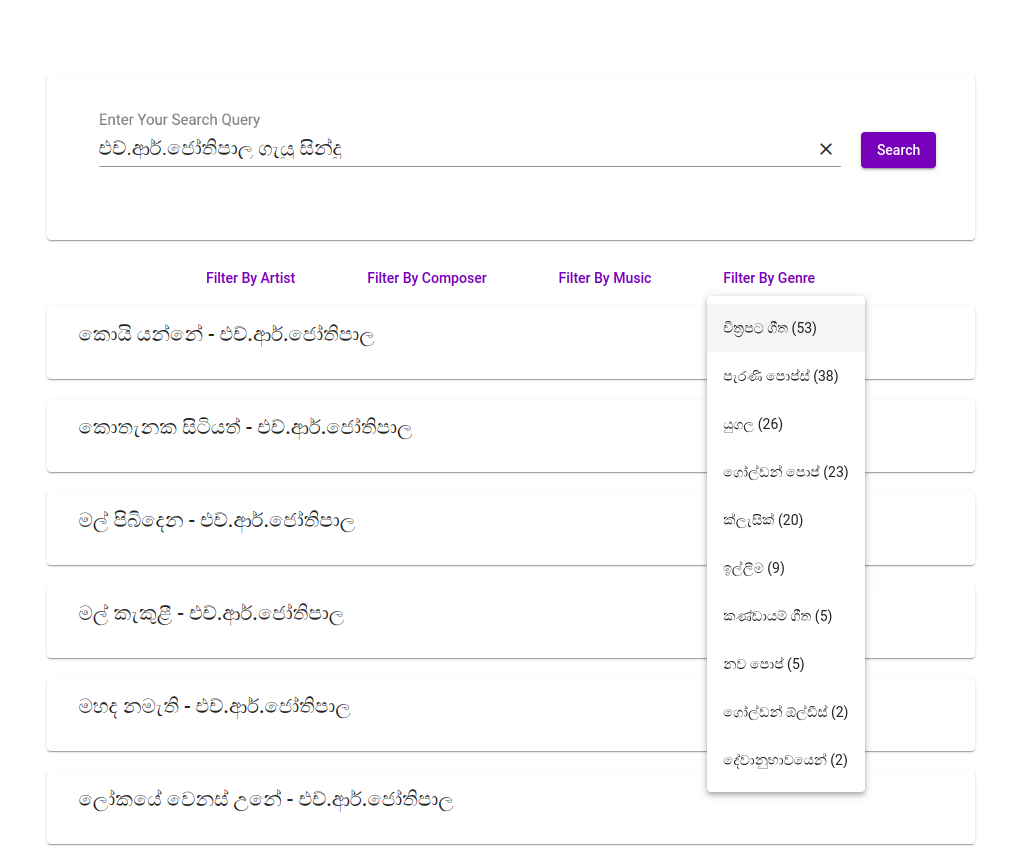 Enter Your Search Query
එච්.ආර්.ජෝතිපාල ගැයූ සින්දු
Search
Filter By Artist
Filter By Composer
Filter By Music
Filter By Genre
කොයි යන්නේ - එච්.ආර්.ජෝතිපාල
කොතැනක සිටියත් - එච්.ආර්.ජෝතිපාල
මල් පිබිදෙන - එච්.ආර්.ජෝතිපාල
මල් කැකුළී - එච්.ආර්.ජෝතිපාල
මහද නමැති - එච්.ආර්.ජෝතිපාල
ලෝකයේ වෙනස් උනේ - එච්.ආර්.ජෝතිපාල
චිත්‍රපට ගීත (53)
පැරණි පොප්ස් (38)
යුගල (26)
ගෝල්ඩන් පොප් (23)
ක්ලැසික් (20)
ඉල්ලීම (9)
කණ්ඩායම් ගීත (5)
නව පොප් (5)
ගෝල්ඩන් ඕල්ඩීස් (2)
දේවානුභාවයෙන් (2)